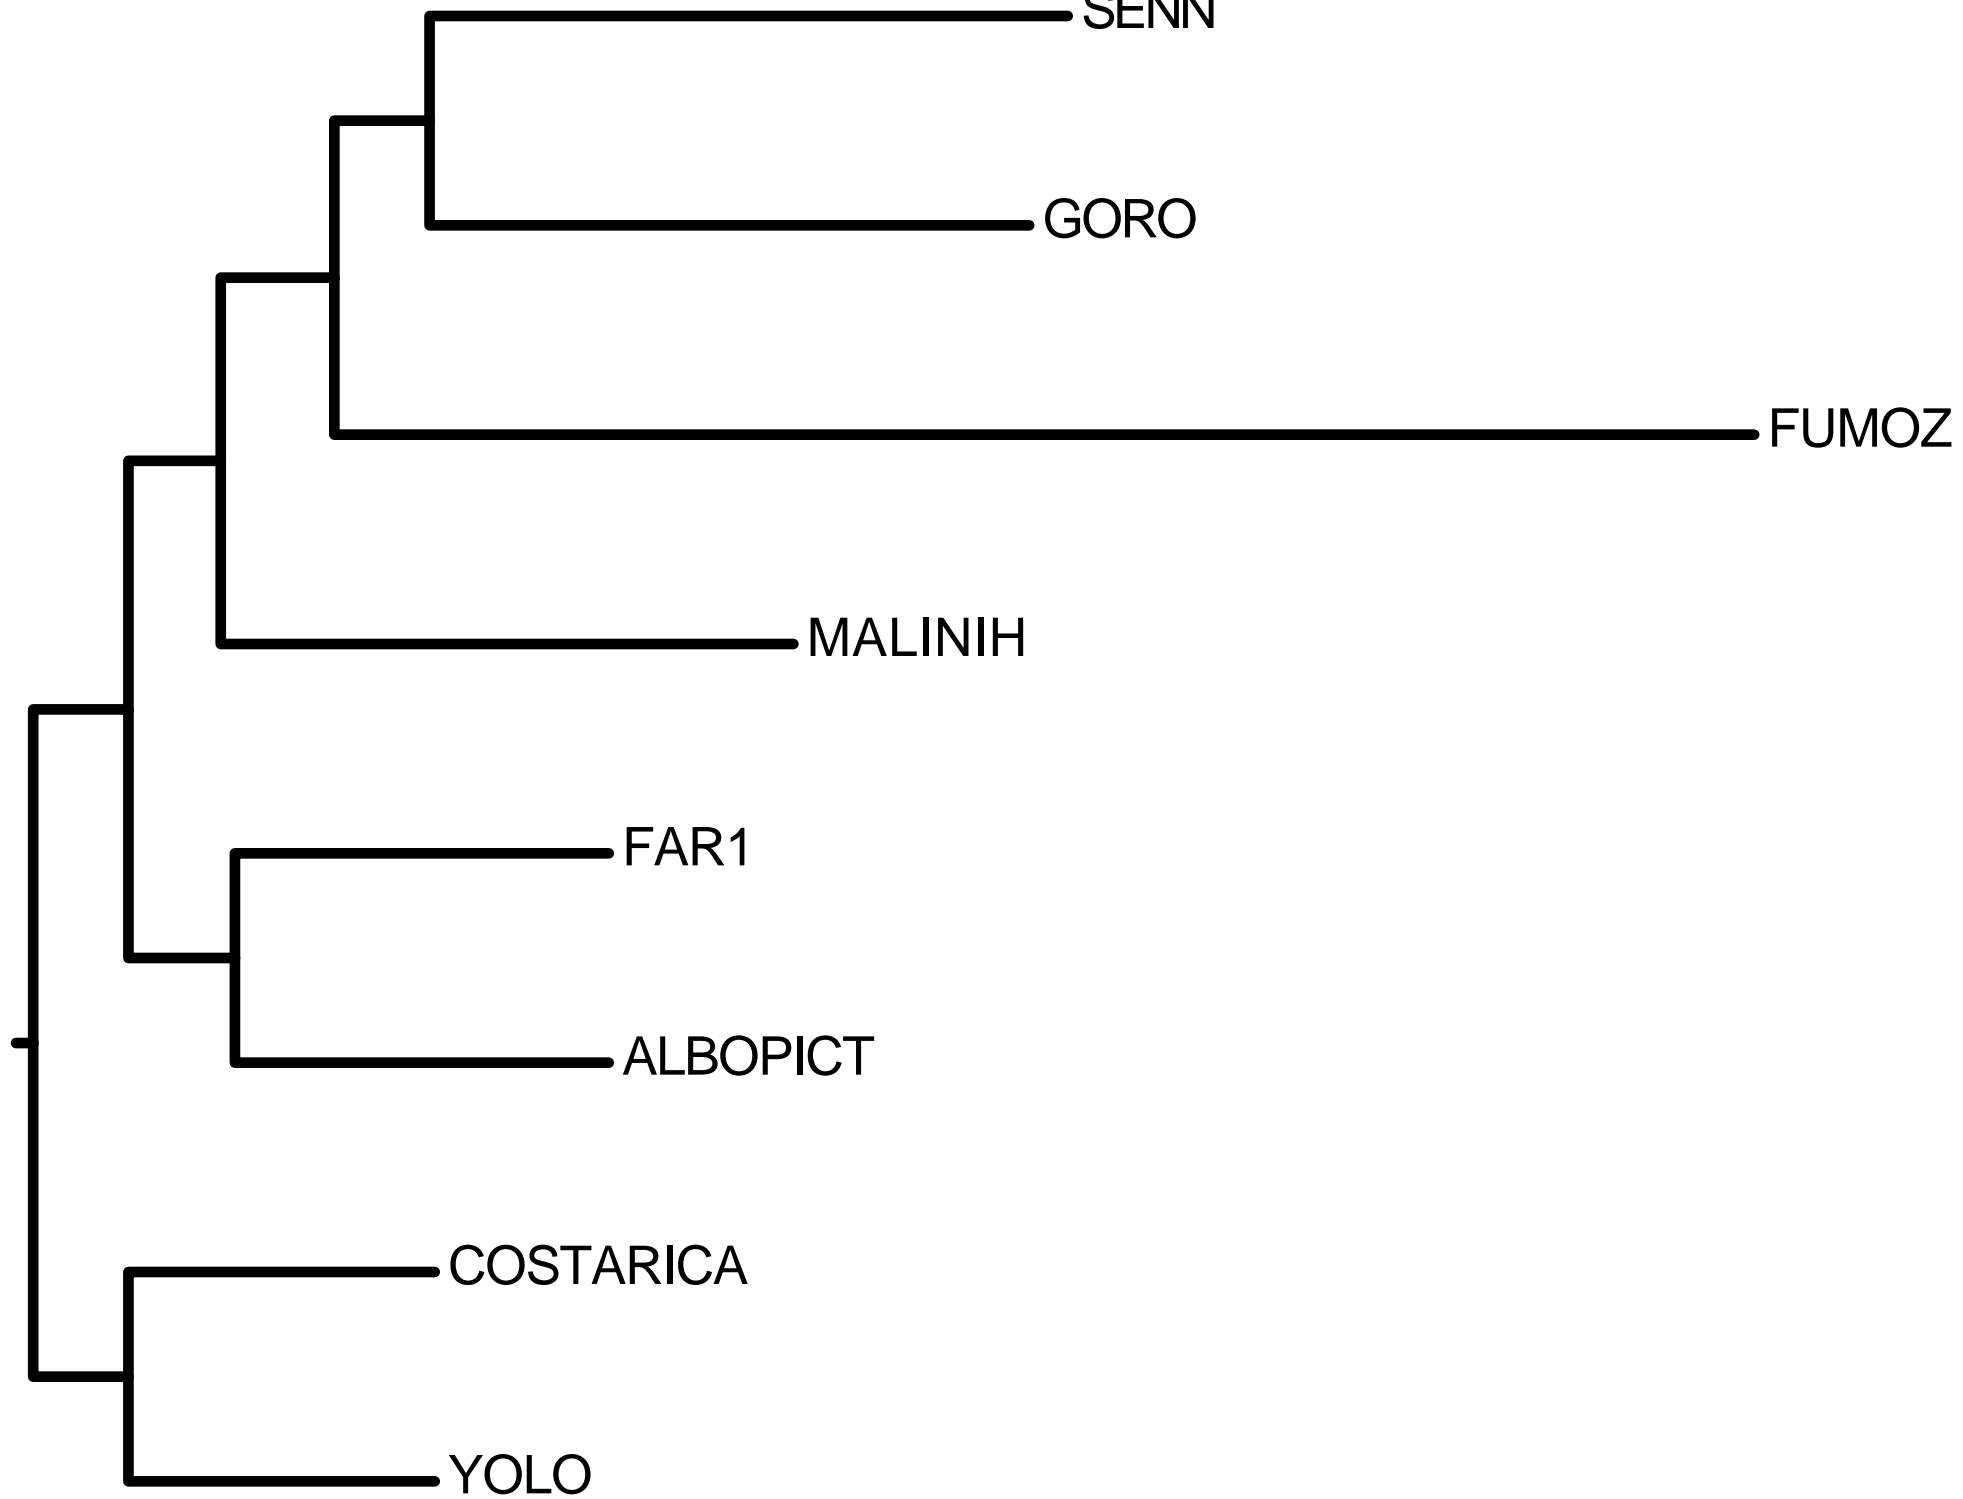 SENN
GORO
FUMOZ
MALINIH
FAR1
ALBOPICT
COSTARICA
YOLO